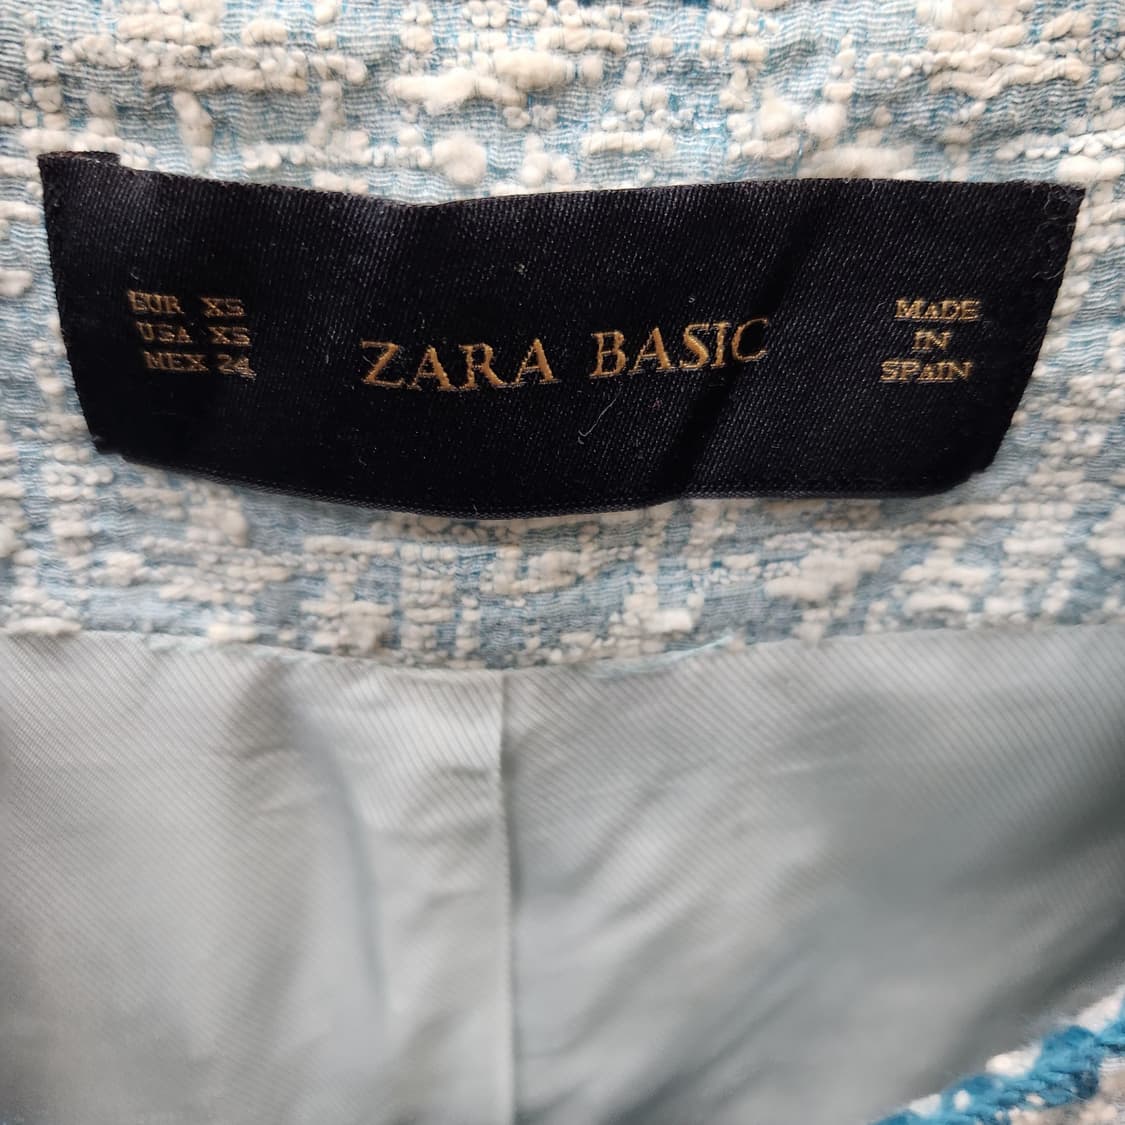 EUR XS
USA XS
MEX 24
ZARA BASIC
MADE
IN
SPAIN